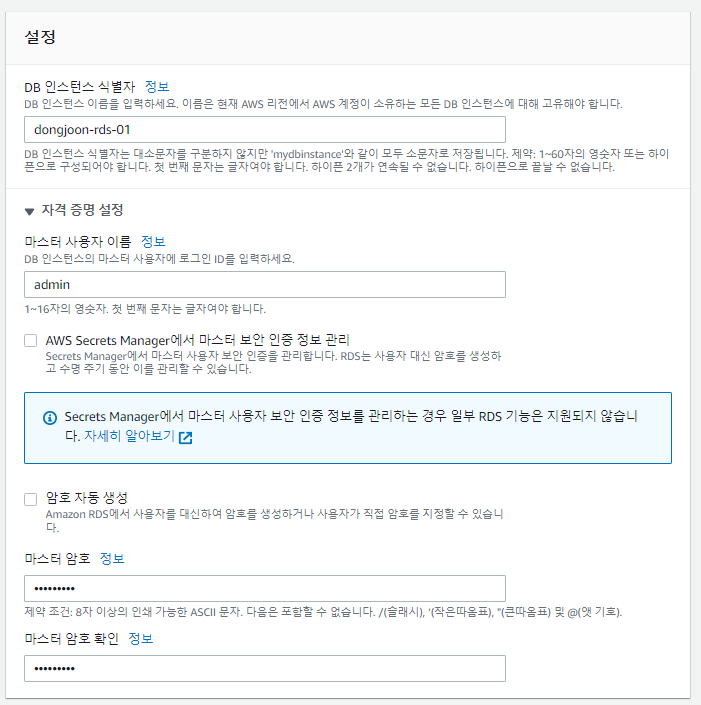 설정
DB 인스턴스 식별자 정보
DB 인스턴스 이름을 입력하세요. 이름은 현재 AWS 리전에서 AWS 계정이 소유하는 모든 DB 인스턴스에 대해 고유해야 합니다.
dongjoon-rds-01
DB 인스턴스 식별자는 대소문자를 구분하지 않지만 'mydbinstance'와 같이 모두 소문자로 저장됩니다. 제약: 1~60자의 영숫자 또는 하이
픈으로 구성되어야 합니다. 첫 번째 문자는 글자여야 합니다. 하이픈 2개가 연속될 수 없습니다. 하이픈으로 끝날 수 없습니다.
▼ 자격 증명 설정
마스터 사용자 이름 정보
DB 인스턴스의 마스터 사용자에 로그인 ID를 입력하세요.
admin
1~16자의 영숫자. 첫 번째 문자는 글자여야 합니다.
AWS Secrets Manager에서 마스터 보안 인증 정보 관리
Secrets Manager에서 마스터 사용자 보안 인증을 관리합니다. RDS는 사용자 대신 암호를 생성하
고 수명 주기 동안 이를 관리할 수 있습니다.
Secrets Manager에서 마스터 사용자 보안 인증 정보를 관리하는 경우 일부 RDS 기능은 지원되지 않습니
다. 자세히 알아보기
암호 자동 생성
Amazon RDS에서 사용자를 대신하여 암호를 생성하거나 사용자가 직접 암호를 지정할 수 있습니
다.
마스터 암호 정보
•••••••••
제약 조건: 8자 이상의 인쇄 가능한 ASCII 문자. 다음은 포함할 수 없습니다. /(슬래시), '(작은따옴표), "(큰따옴표) 및 @(앳 기호).
마스터 암호 확인 정보
•••••••••